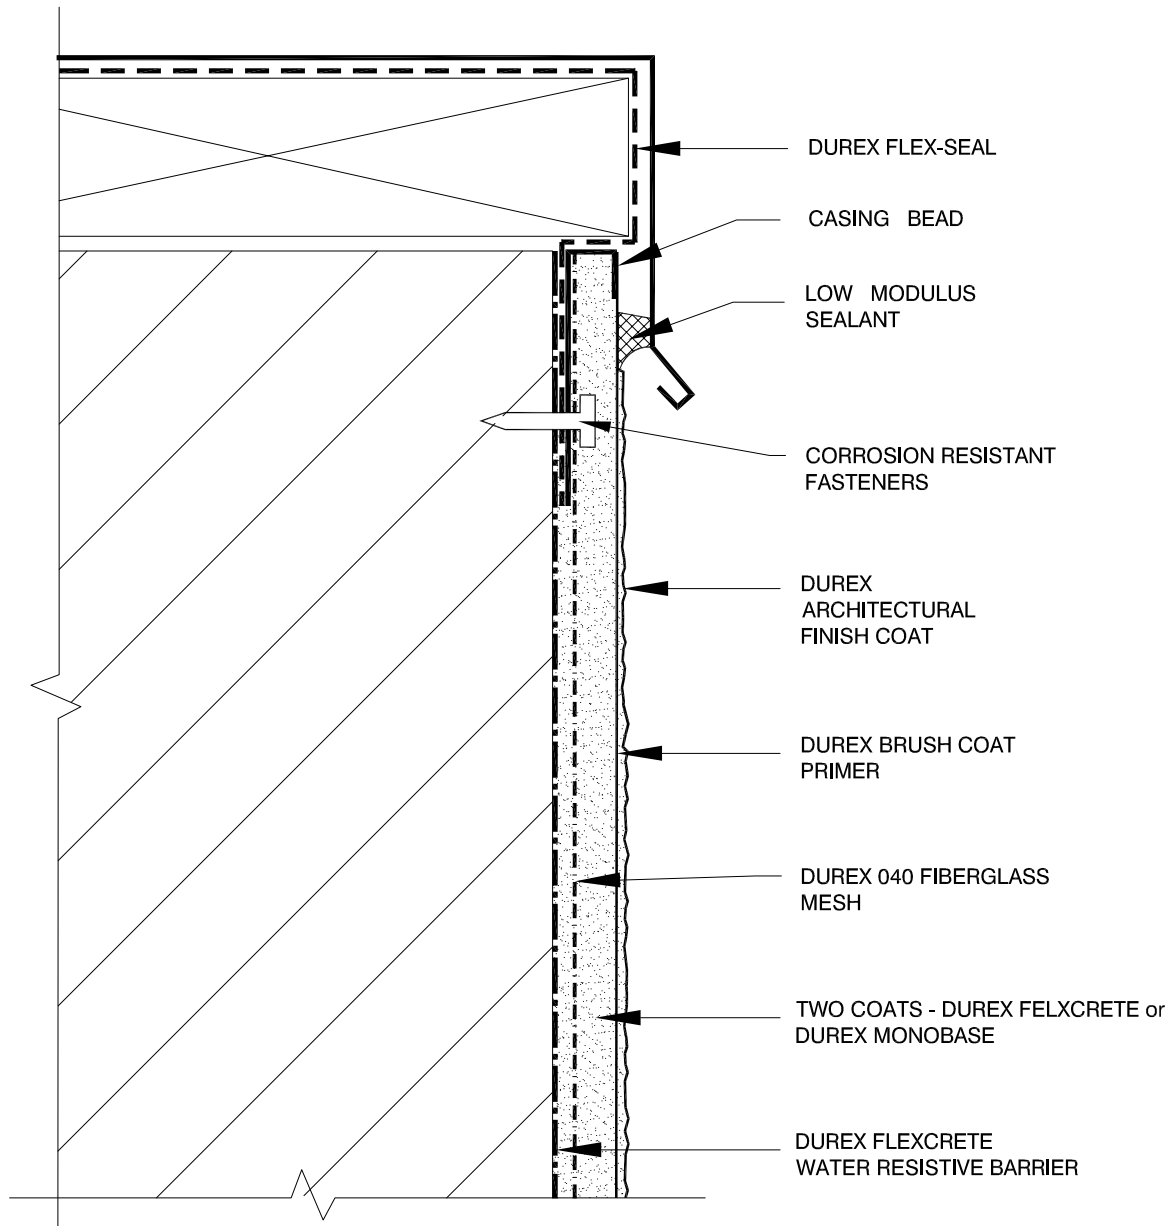 DUREX FLEX-SEAL
CASING BEAD
LOW MODULUS
SEALANT
CORROSION RESISTANT
FASTENERS
DUREX
ARCHITECTURAL
FINISH COAT
DUREX BRUSH COAT
PRIMER
DUREX 040 FIBERGLASS
MESH
TWO COATS - DUREX FELXCRETE or
DUREX MONOBASE
DUREX FLEXCRETE
WATER RESISTIVE BARRIER